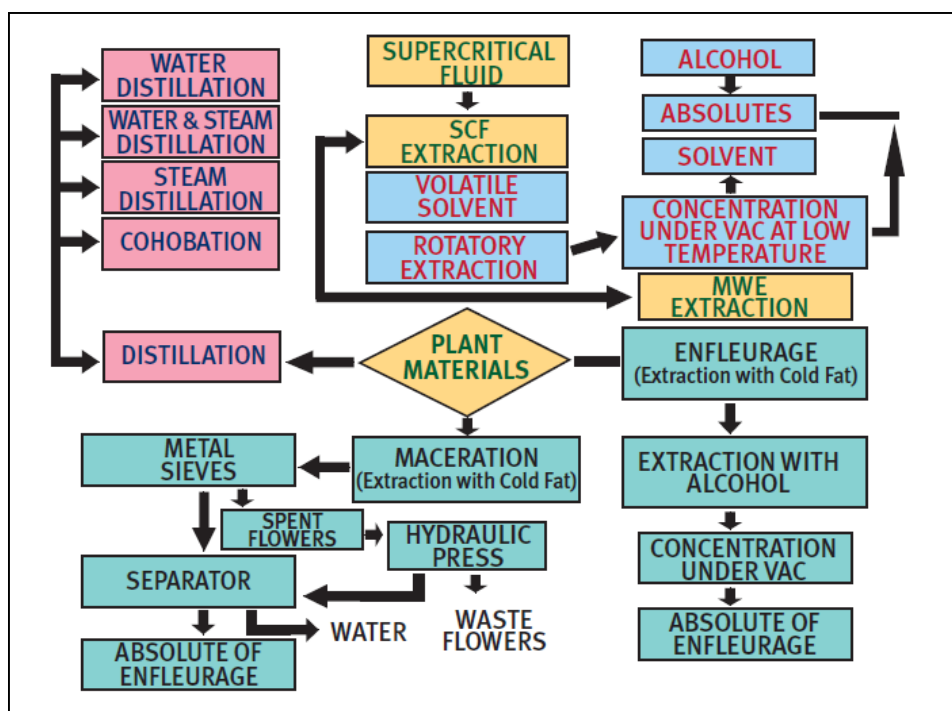 WATER
DISTILLATION
WATER & STEAM
DISTILLATION
STEAM
DISTILLATION
COHOBATION
DISTILLATION
SUPERCRITICAL
FLUID
SCF
EXTRACTION
VOLATILE
SOLVENT
ROTATORY
EXTRACTION
ALCOHOL
ABSOLUTES
SOLVENT
CONCENTRATION
UNDER VAC AT LOW
TEMPERATURE
MWE
EXTRACTION
PLANT
MATERIALS
ENFLEURAGE
(Extraction with Cold Fat)
METAL
SIEVES
MACERATION
(Extraction with Cold Fat)
EXTRACTION WITH
ALCOHOL
SPENT
FLOWERS
HYDRAULIC
PRESS
CONCENTRATION
UNDER VAC
SEPARATOR
WATER
WASTE
FLOWERS
ABSOLUTE OF
ENFLEURAGE
ABSOLUTE OF
ENFLEURAGE